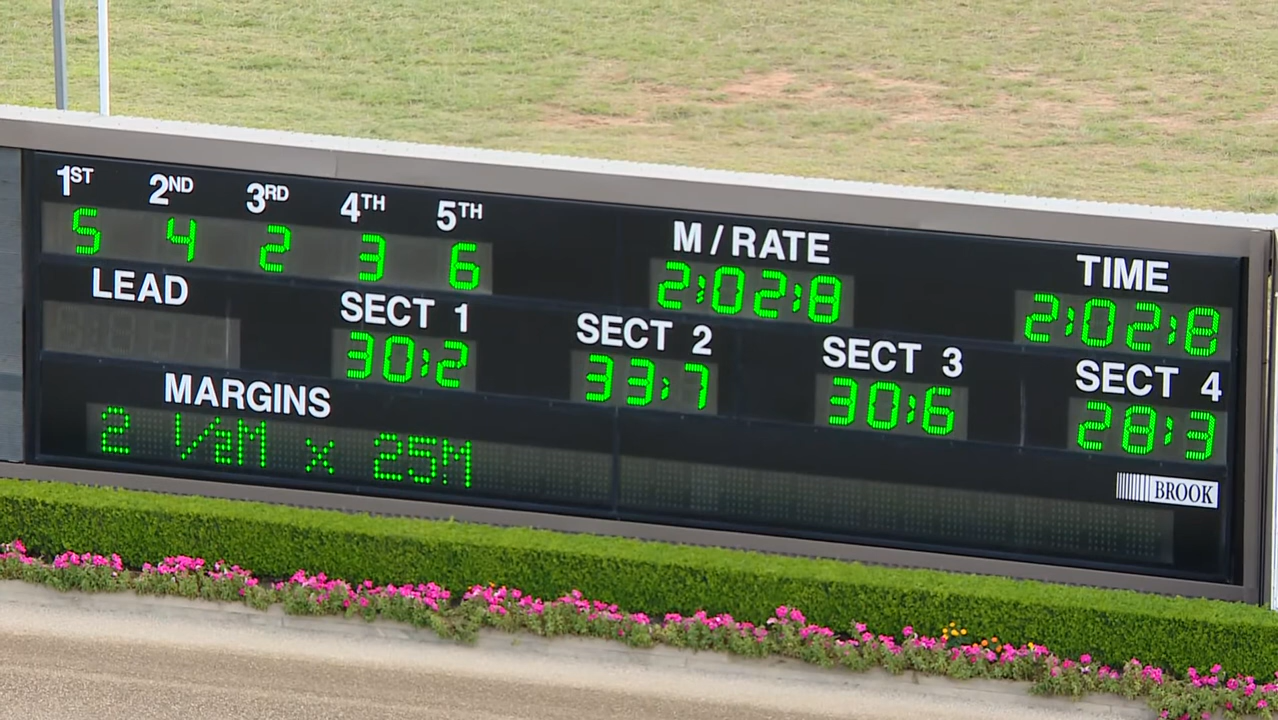 1ST 2ND 3RD 4TH 5TH
5 4 2 3 6
M / RATE
2:02:8
TIME
2:02:8
LEAD
SECT 1
30:2
SECT 2
33:7
SECT 3
30:6
SECT 4
28:3
MARGINS
2 1/2M x 25M
BROOK